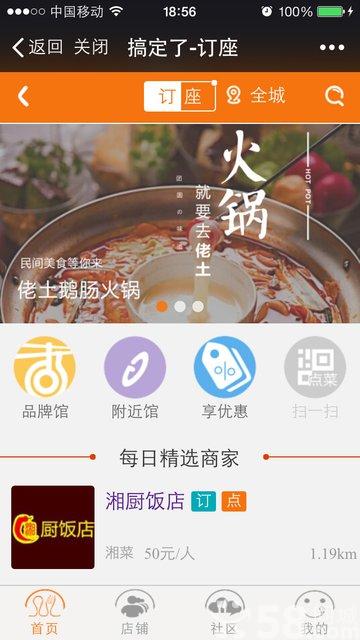 中国移动 18:56 100%
返回 关闭 搞定了-订座
订座 全城
火锅
HOT POT
就要去佬土
团圆の味道
民间美食等你来
佬土鹅肠火锅
点菜
品牌馆 附近馆 享优惠 扫一扫
每日精选商家
湘厨饭店 订 点
厨饭店
湘菜 50元/人 1.19km
首页 店铺 社区 我的